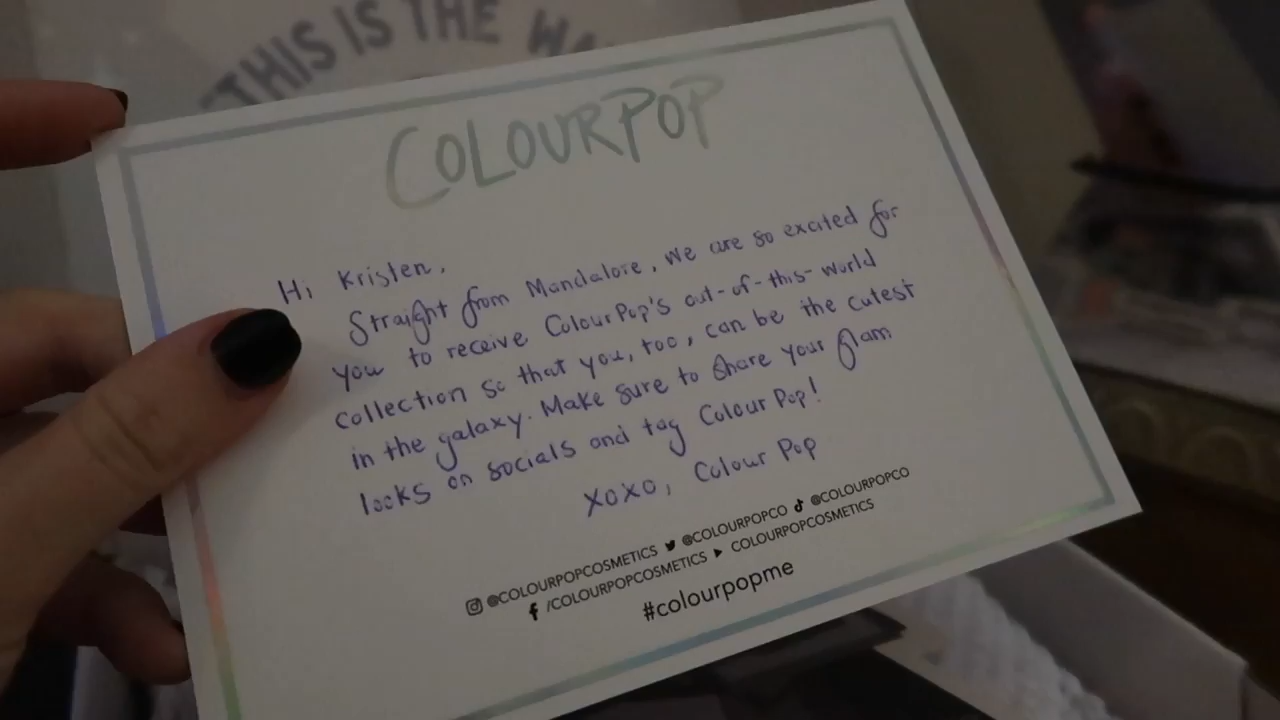 THIS IS THE
COLOURPOP
Hi Kristen,
Straight from Mandalore, we are so excited for
you to receive ColourPop's out-of-this-world
collection so that you, too, can be the cutest
in the galaxy. Make sure to share your glam
looks on socials and tag Colour Pop!
XOXO, Colour Pop
@COLOURPOPCOSMETICS @COLOURPOPCO @COLOURPOPCO
/COLOURPOPCOSMETICS COLOURPOPCOSMETICS
#colourpopme